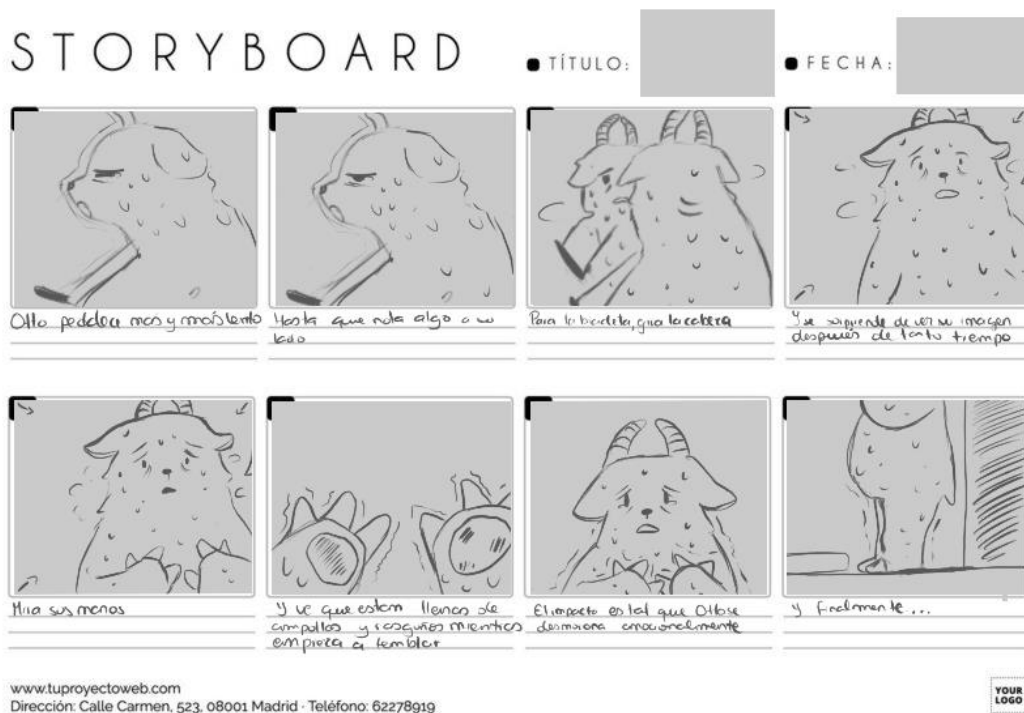 STORYBOARD
TÍTULO:
FECHA:
Otto pedalea mas y más lento
Hasta que nota algo a su
lado
Para la bicicleta, gira la cabeza
Y se sorprende de ver su imagen
después de tanto tiempo
Mira sus manos
Y ve que estan llenas de
ampollas y rasguños mientras
empieza a temblar
El impacto es tal que Otto se
desmorona emocionalmente
Y finalmente...
www.tuproyectoweb.com
Dirección: Calle Carmen, 523, 08001 Madrid · Teléfono: 62278919
YOUR
LOGO